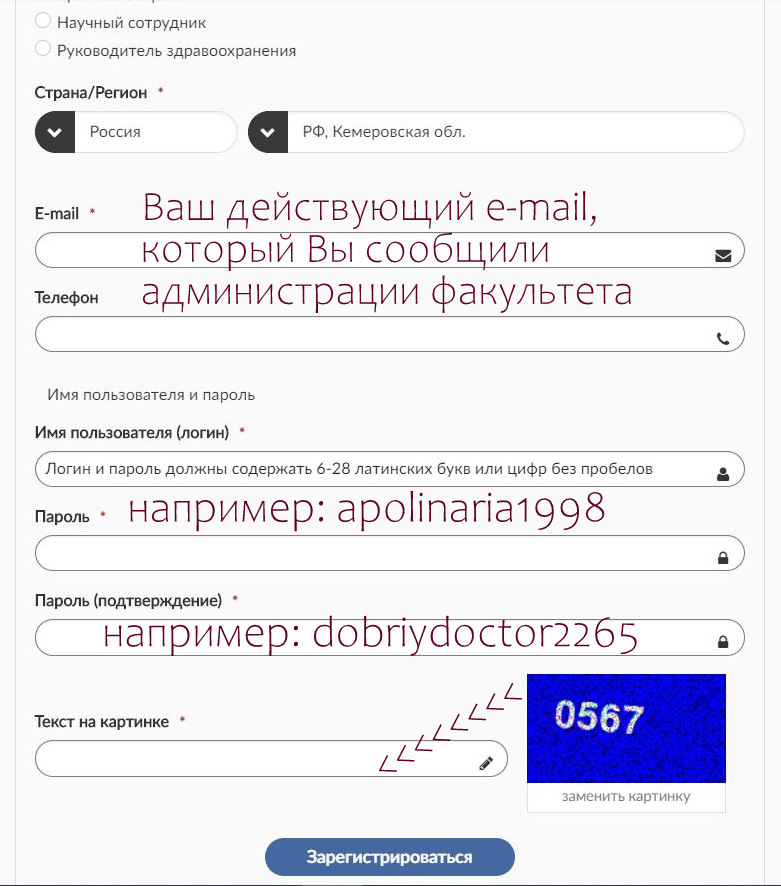 Научный сотрудник
Руководитель здравоохранения
Страна/Регион *
Россия
РФ, Кемеровская обл.
E-mail *
Ваш действующий e-mail,
который Вы сообщили
администрации факультета
Телефон
Имя пользователя и пароль
Имя пользователя (логин) *
Логин и пароль должны содержать 6-28 латинских букв или цифр без пробелов
например: apolinaria1998
Пароль *
Пароль (подтверждение) *
например: dobriydoctor2265
0567
Текст на картинке *
заменить картинку
Зарегистрироваться